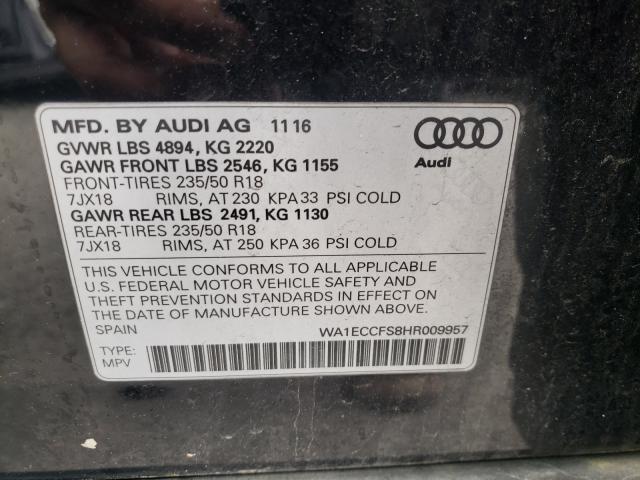 MFD. BY AUDI AG 11 16
GVWR LBS 4894, KG 2220
GAWR FRONT LBS 2546, KG 1155
FRONT-TIRES 235/50 R18
7JX18 RIMS, AT 230 KPA 33 PSI COLD
GAWR REAR LBS 2491, KG 1130
REAR-TIRES 235/50 R18
7JX18 RIMS, AT 250 KPA 36 PSI COLD
Audi
THIS VEHICLE CONFORMS TO ALL APPLICABLE
U.S. FEDERAL MOTOR VEHICLE SAFETY AND
THEFT PREVENTION STANDARDS IN EFFECT ON
THE DATE OF MANUFACTURE SHOWN ABOVE.
SPAIN WA1ECCFS8HR009957
TYPE:
MPV